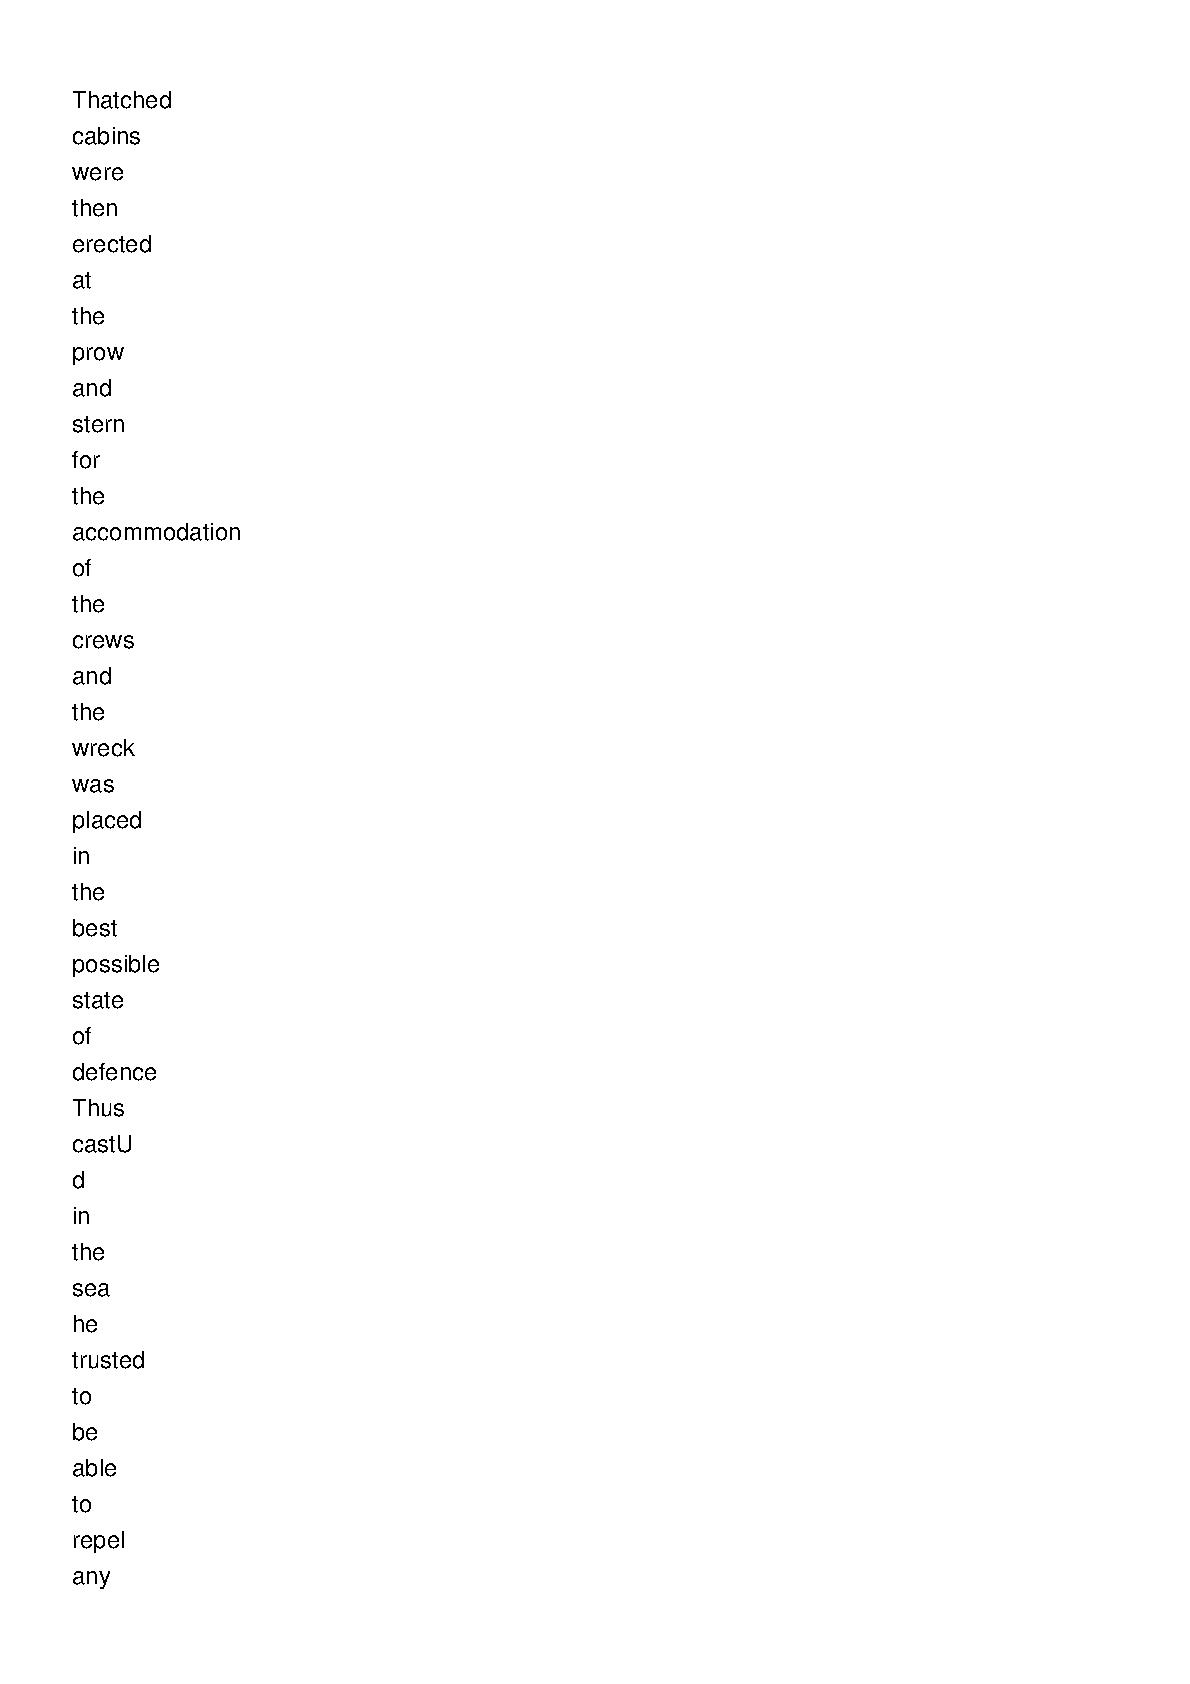 Thatched
cabins
were
then
erected
at
the
prow
and
stern
for
the
accommodation
of
the
crews
and
the
wreck
was
placed
in
the
best
possible
state
of
defence
Thus
castU
d
in
the
sea
he
trusted
to
be
able
to
repel
any